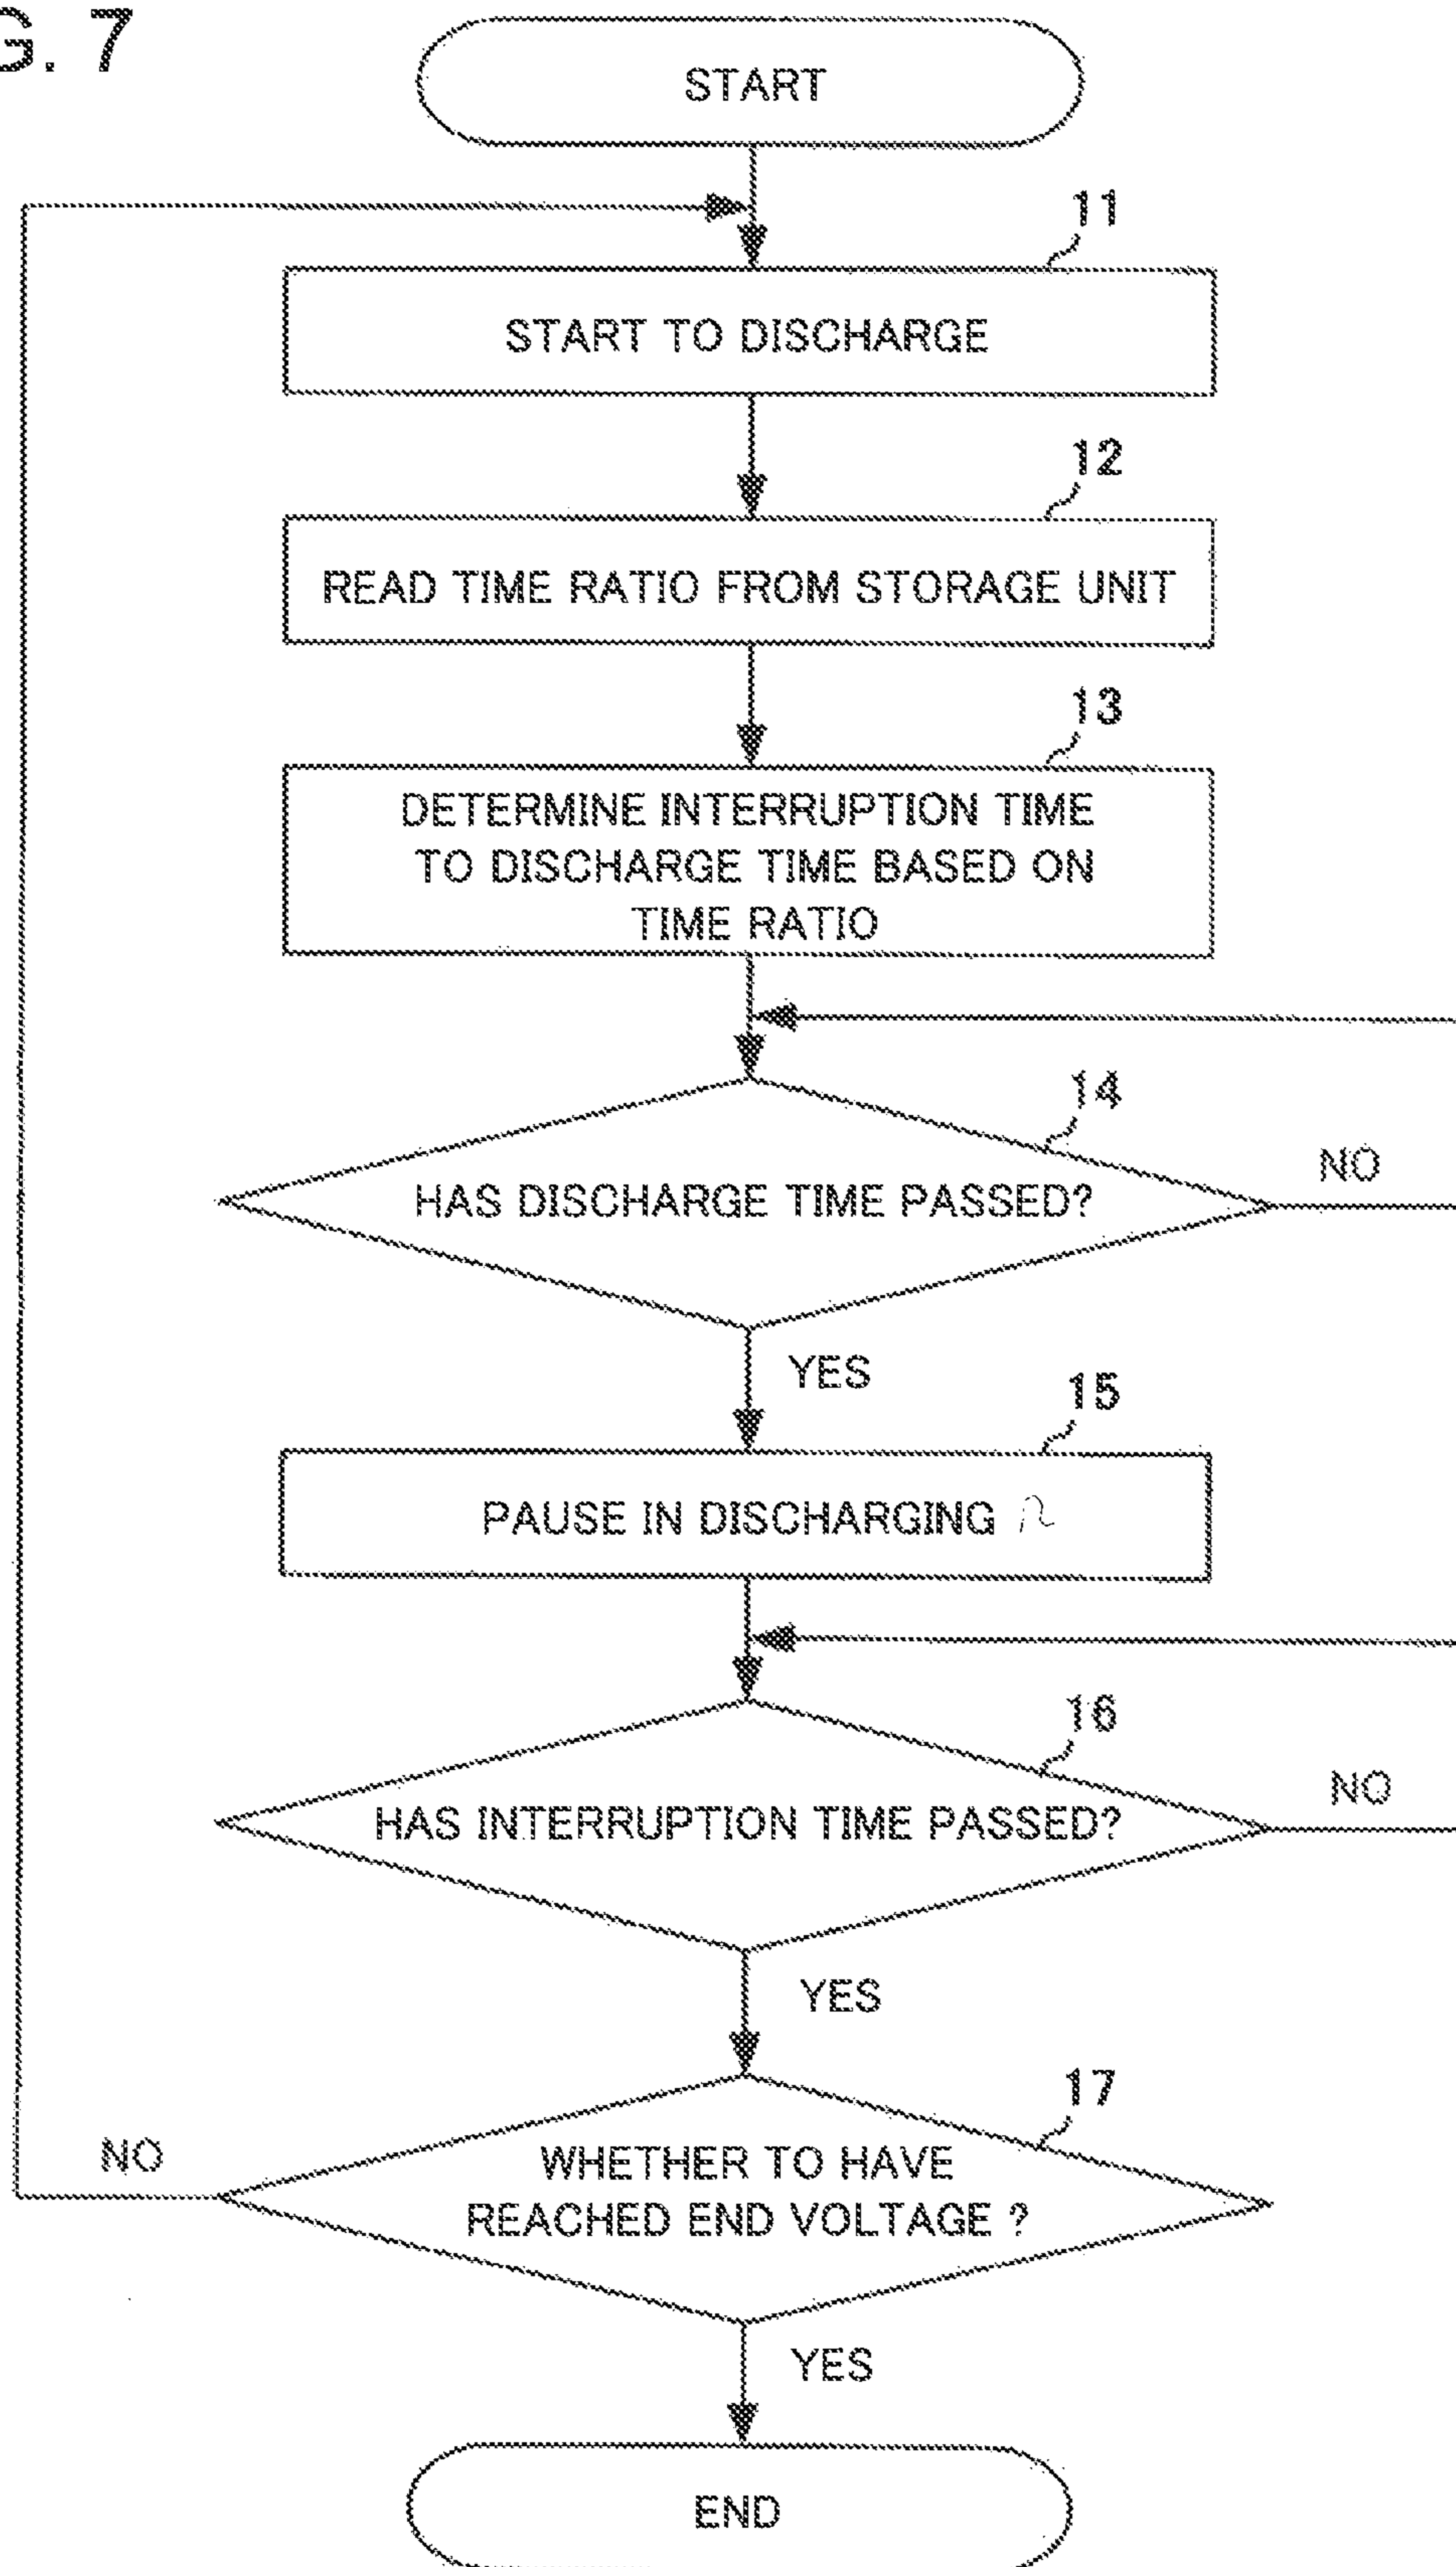 G. 7
START
11
START TO DISCHARGE
12
READ TIME RATIO FROM STORAGE UNIT
13
DETERMINE INTERRUPTION TIME
TO DISCHARGE TIME BASED ON
TIME RATIO
14
HAS DISCHARGE TIME PASSED?
NO
YES
15
PAUSE IN DISCHARGING
16
HAS INTERRUPTION TIME PASSED?
NO
YES
17
WHETHER TO HAVE
REACHED END VOLTAGE ?
NO
YES
END